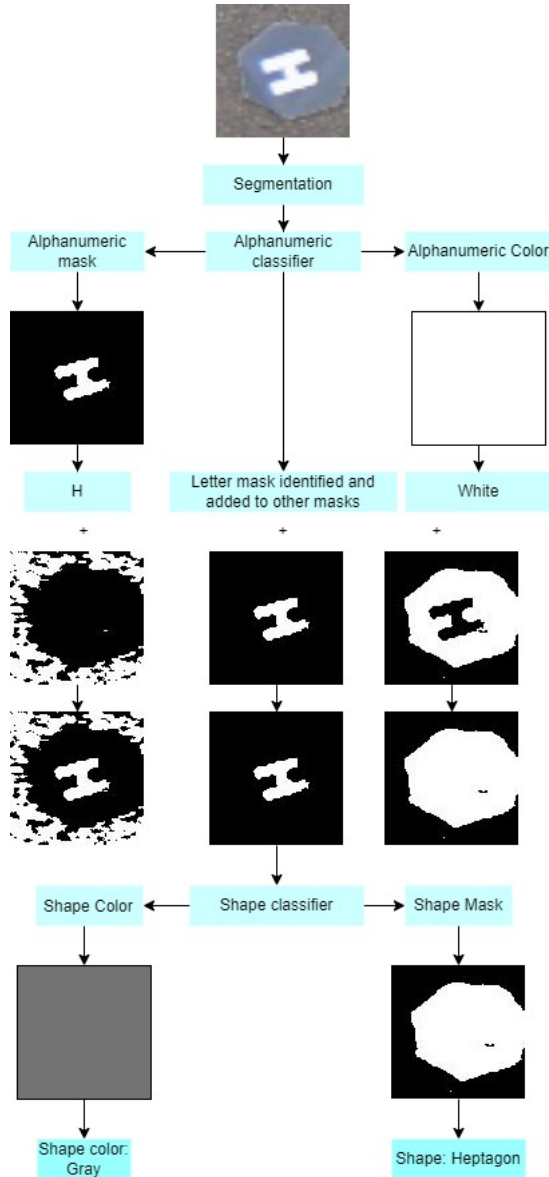 H
Segmentation
Alphanumeric
mask
Alphanumeric
classifier
Alphanumeric Color
H
H
Letter mask identified and
added to other masks
White
+
+
+
H
H
H
H
Shape Color
Shape classifier
Shape Mask
Shape color:
Gray
Shape: Heptagon